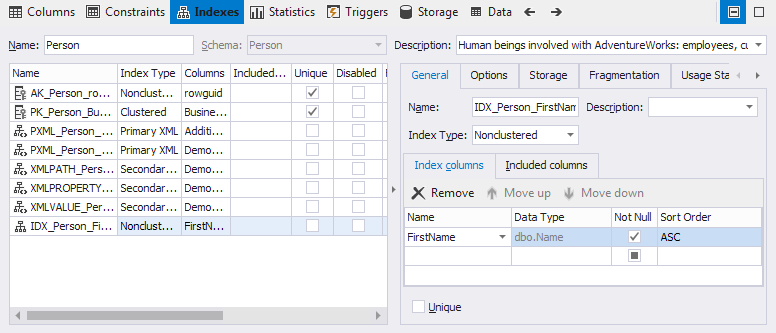 Columns Constraints Indexes Statistics Triggers Storage Data
Name: Person Schema: Person Description: Human beings involved with AdventureWorks: employees, cu
Name Index Type Columns Included... Unique Disabled
AK_Person_ro... Nonclust... rowguid
PK_Person_Bu... Clustered Busine...
PXML_Person_... Primary XML Additi...
PXML_Person_... Primary XML Demo...
XMLPATH_Pers... Secondar... Demo...
XMLPROPERTY_... Secondar... Demo...
XMLVALUE_Per... Secondar... Demo...
IDX_Person_Fi... Nonclust... FirstN...
General Options Storage Fragmentation Usage Sta
Name: IDX_Person_FirstNam Description:
Index Type: Nonclustered
Index columns Included columns
Remove Move up Move down
Name Data Type Not Null Sort Order
FirstName dbo.Name ASC
Unique